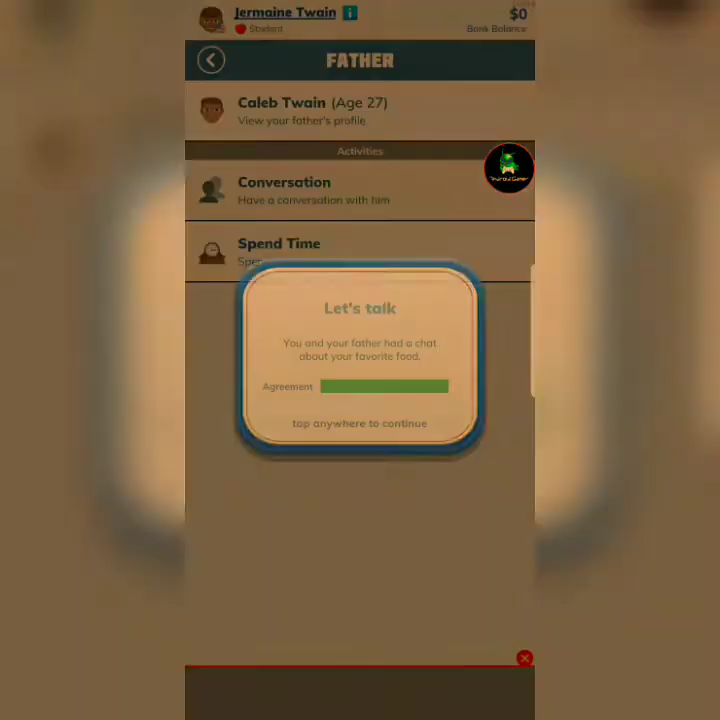 Jermaine Twain
$0
Student
Bank Balance
FATHER
Caleb Twain (Age 27)
View your father's profile
Activities
Conversation
Have a conversation with him
Spend Time
Let's talk
You and your father had a chat
about your favorite food.
Agreement
tap anywhere to continue